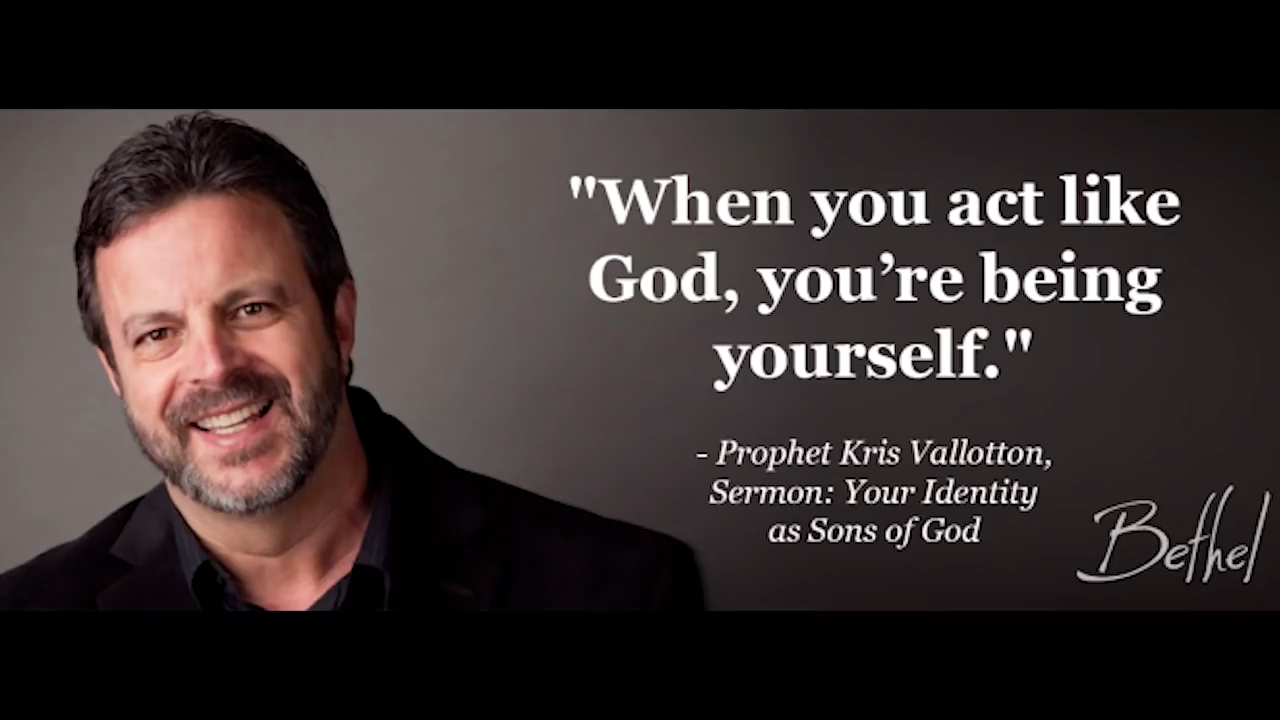 "When you act like
God, you’re being
yourself."
- Prophet Kris Vallotton,
Sermon: Your Identity
as Sons of God
Bethel